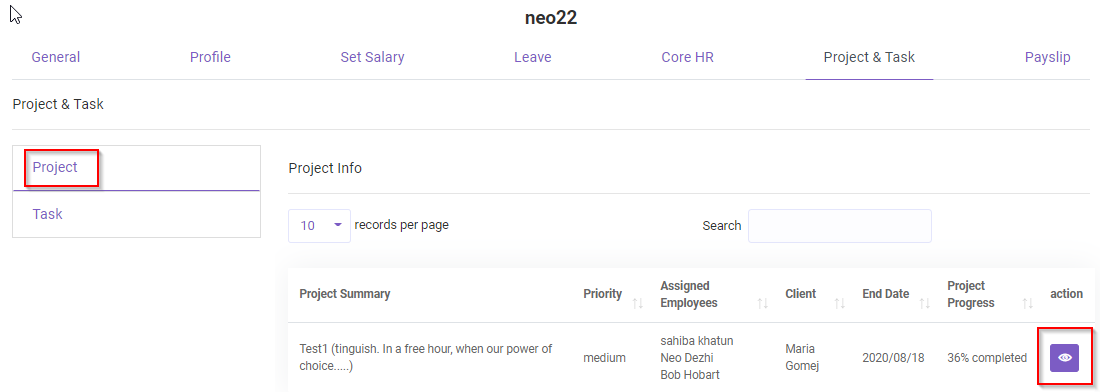 neo22
General Profile Set Salary Leave Core HR Project & Task Payslip
Project & Task
Project
Task
Project Info
10 records per page Search
Project Summary Priority Assigned Employees Client End Date Project Progress action
Test1 (tinguish. In a free hour, when our power of
choice.....)
medium
sahiba khatun
Neo Dezhi
Bob Hobart
Maria
Gomej
2020/08/18
36% completed